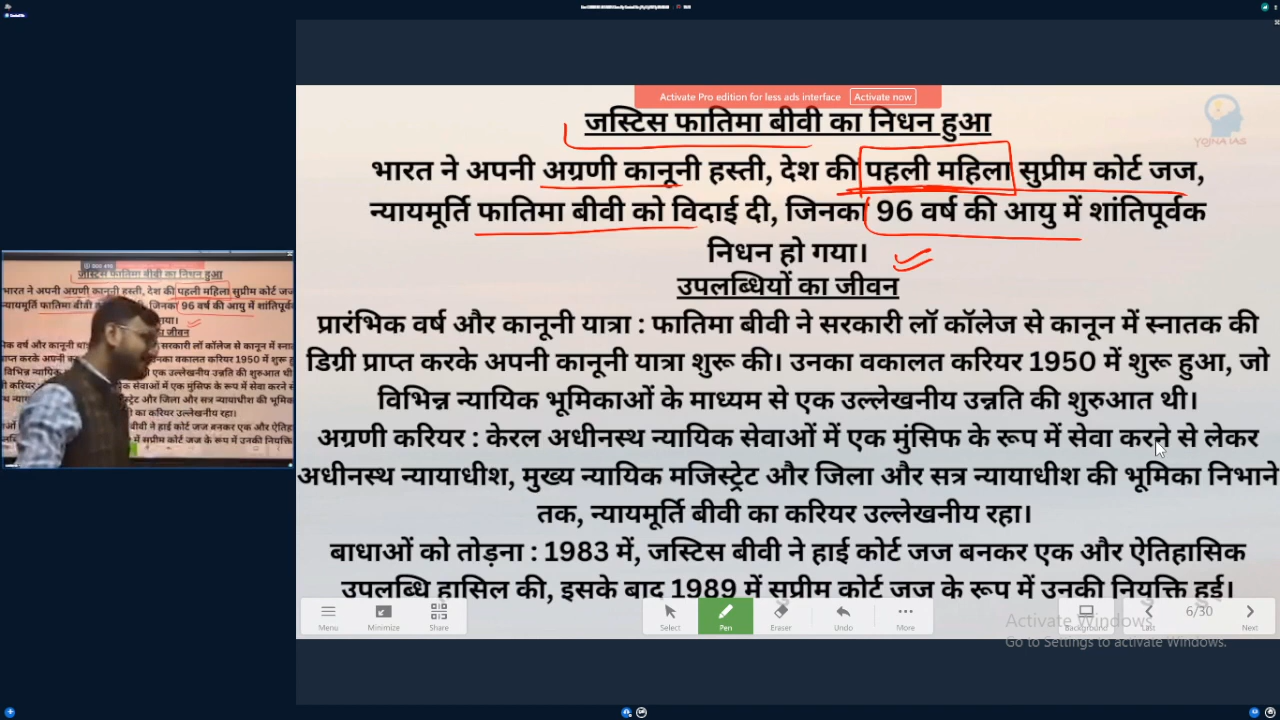 Activate Pro edition for less ads interface Activate now
जस्टिस फातिमा बीवी का निधन हुआ
भारत ने अपनी अग्रणी कानूनी हस्ती, देश की पहली महिला सुप्रीम कोर्ट जज,
न्यायमूर्ति फातिमा बीवी को विदाई दी, जिनका 96 वर्ष की आयु में शांतिपूर्वक
निधन हो गया।
उपलब्धियों का जीवन
प्रारंभिक वर्ष और कानूनी यात्रा : फातिमा बीवी ने सरकारी लॉ कॉलेज से कानून में स्नातक की
डिग्री प्राप्त करके अपनी कानूनी यात्रा शुरू की। उनका वकालत करियर 1950 में शुरू हुआ, जो
विभिन्न न्यायिक भूमिकाओं के माध्यम से एक उल्लेखनीय उन्नति की शुरुआत थी।
अग्रणी करियर : केरल अधीनस्थ न्यायिक सेवाओं में एक मुंसिफ के रूप में सेवा करने से लेकर
अधीनस्थ न्यायाधीश, मुख्य न्यायिक मजिस्ट्रेट और जिला और सत्र न्यायाधीश की भूमिका निभाने
तक, न्यायमूर्ति बीवी का करियर उल्लेखनीय रहा।
बाधाओं को तोड़ना : 1983 में, जस्टिस बीवी ने हाई कोर्ट जज बनकर एक और ऐतिहासिक
उपलब्धि हासिल की, इसके बाद 1989 में सुप्रीम कोर्ट जज के रूप में उनकी नियुक्ति हुई।
YOJNA IAS
Menu Minimize Share Select Pen Eraser Undo More Background Last 6/30 Next
Activate Windows
Go to Settings to activate Windows.